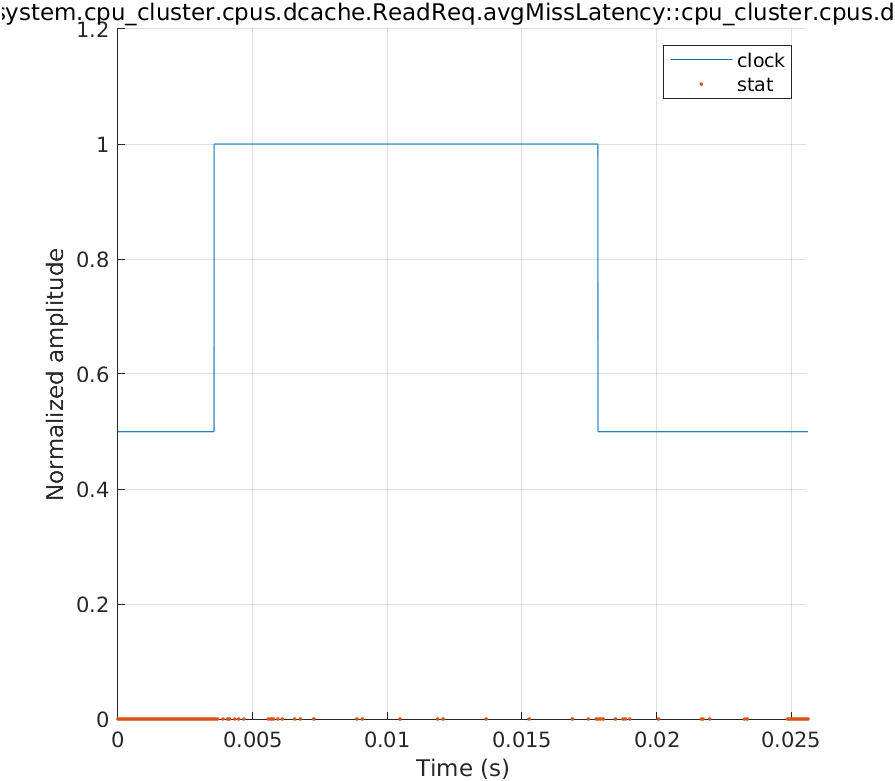 system.cpu_cluster.cpus.dcache.ReadReq.avgMissLatency::cpu_cluster.cpus.d
clock
stat
1.2
1
0.8
0.6
0.4
0.2
0
Normalized amplitude
0
0.005
0.01
0.015
0.02
0.025
Time (s)